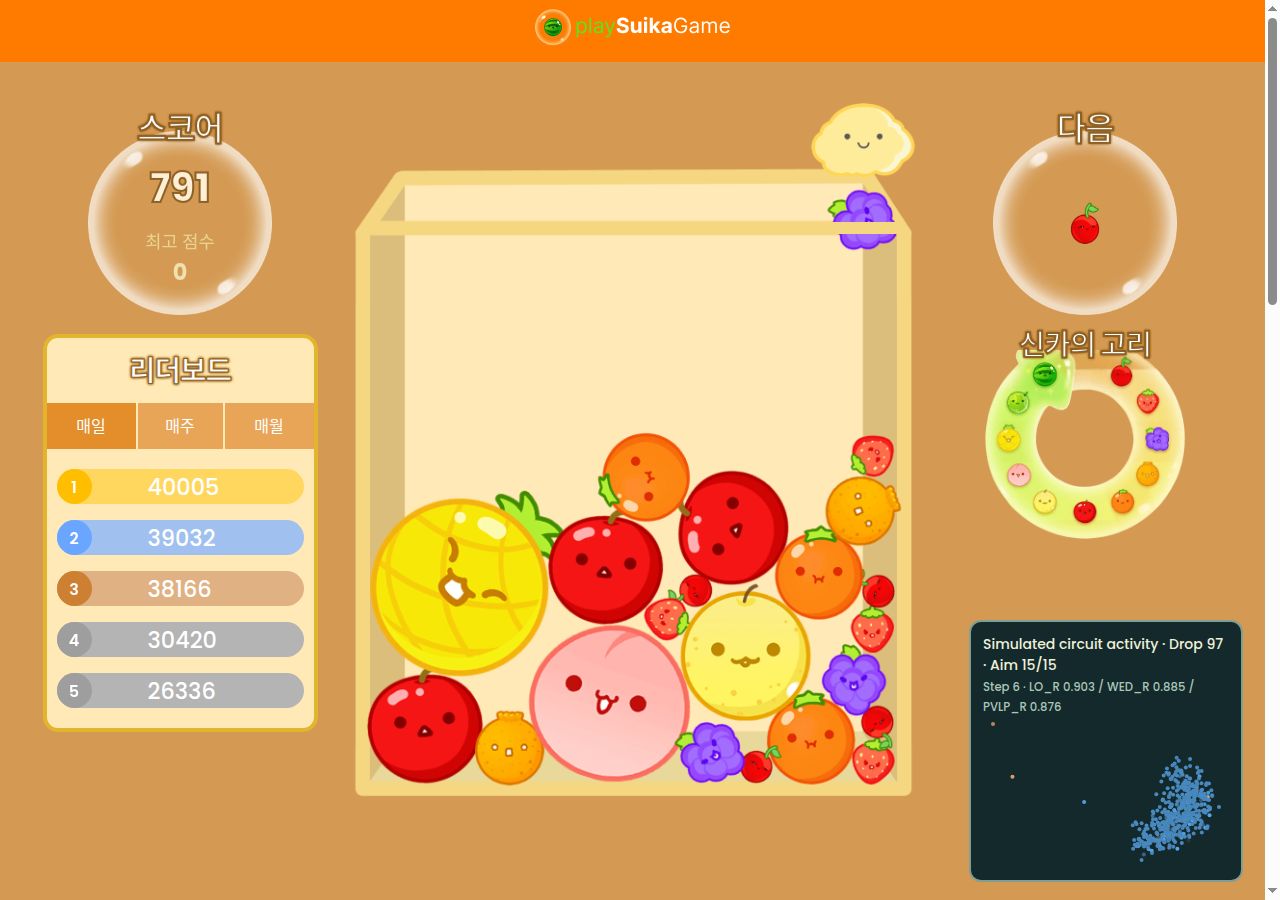 playSuikaGame
스코어
791
최고 점수
0
리더보드
매일 매주 매월
1 40005
2 39032
3 38166
4 30420
5 26336
다음
신카의 고리
Simulated circuit activity · Drop 97
· Aim 15/15
Step 6 · LO_R 0.903 / WED_R 0.885 /
PVLP_R 0.876